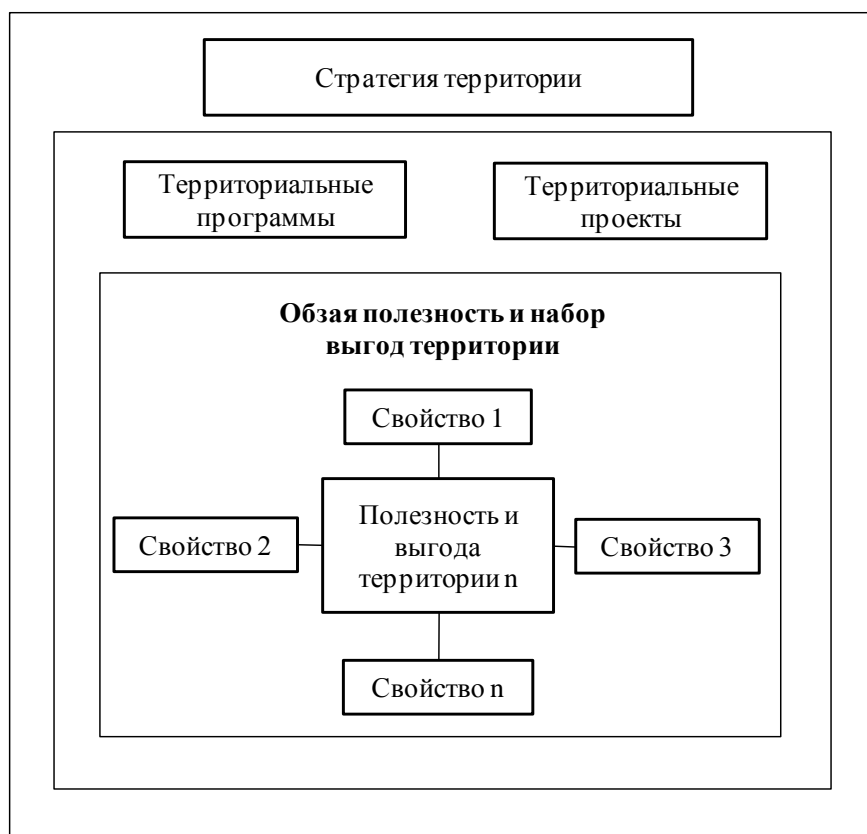 Стратегия территории
Территориальные
программы
Территориальные
проекты
Обзая полезность и набор
выгод территории
Свойство 1
Полезность и
выгода
территории n
Свойство 2
Свойство 3
Свойство n